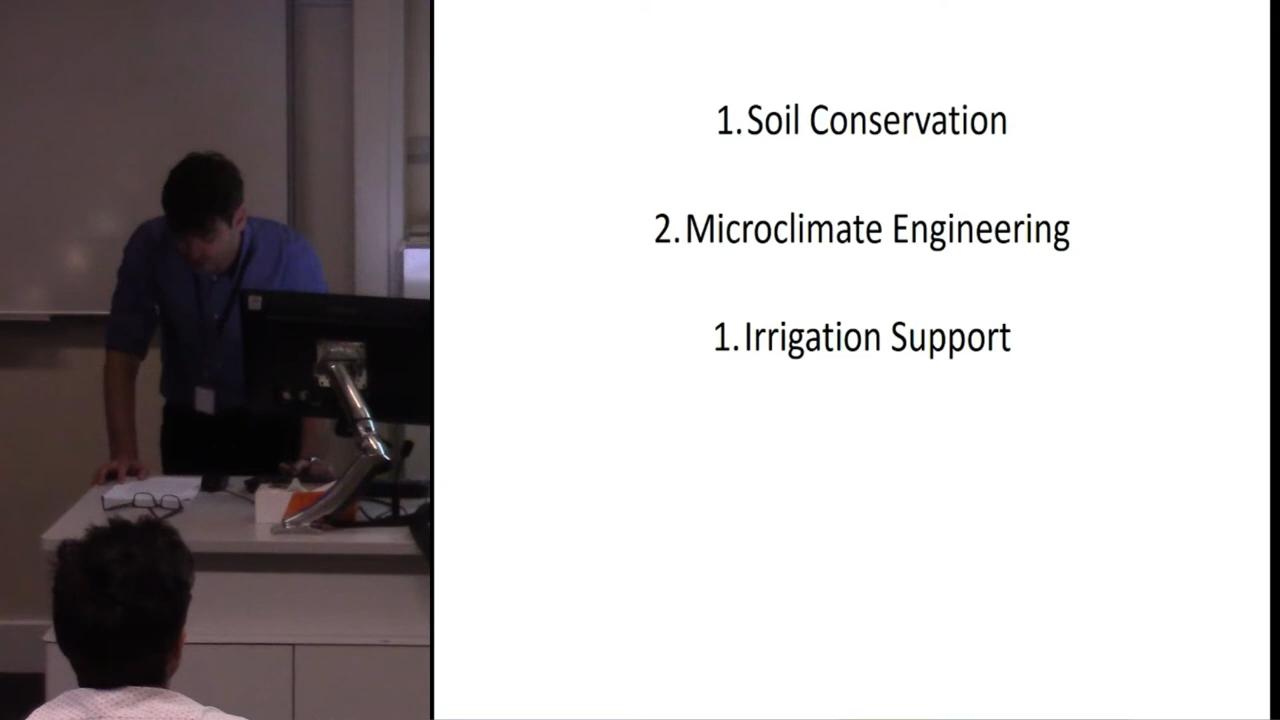 1. Soil Conservation
2. Microclimate Engineering
1. Irrigation Support